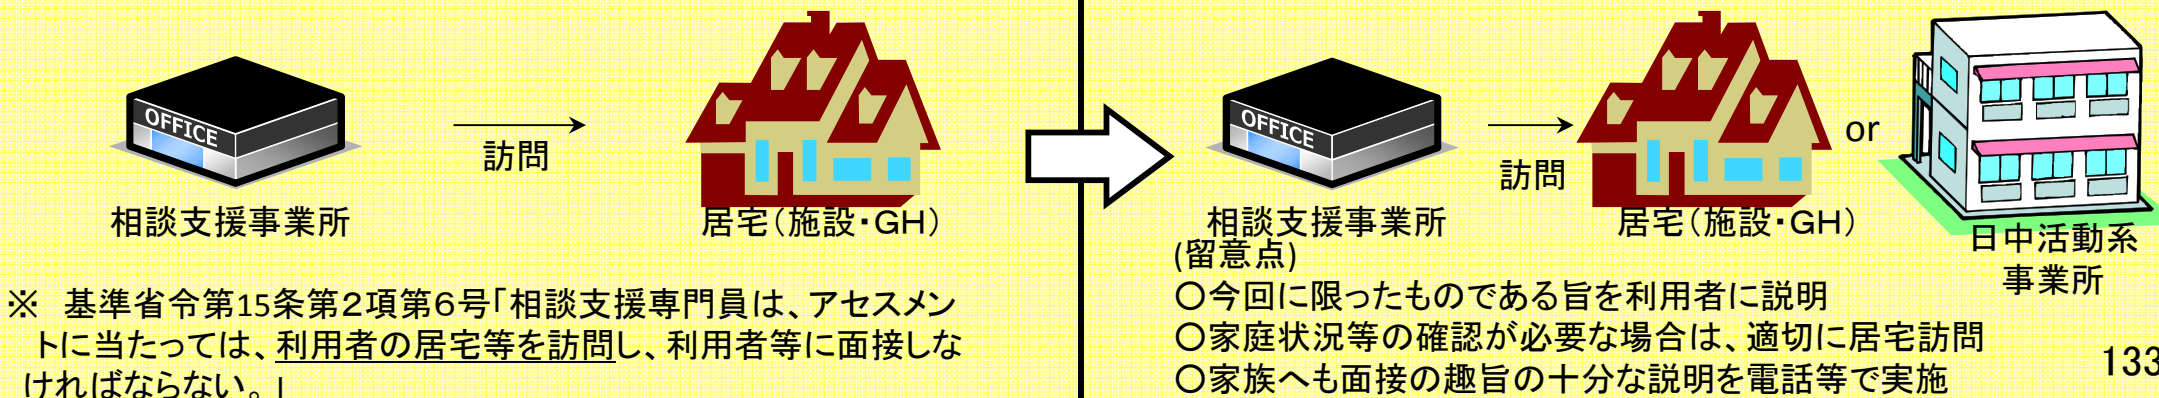 OFFICE
訪問
相談支援事業所
居宅(施設・GH)
※ 基準省令第15条第2項第6号「相談支援専門員は、アセスメン
トに当たっては、利用者の居宅等を訪問し、利用者等に面接しな
ければならない。」
OFFICE
訪問
or
相談支援事業所
居宅(施設・GH)
日中活動系
事業所
(留意点)
○今回に限ったものである旨を利用者に説明
○家庭状況等の確認が必要な場合は、適切に居宅訪問
○家族へも面接の趣旨の十分な説明を電話等で実施
133